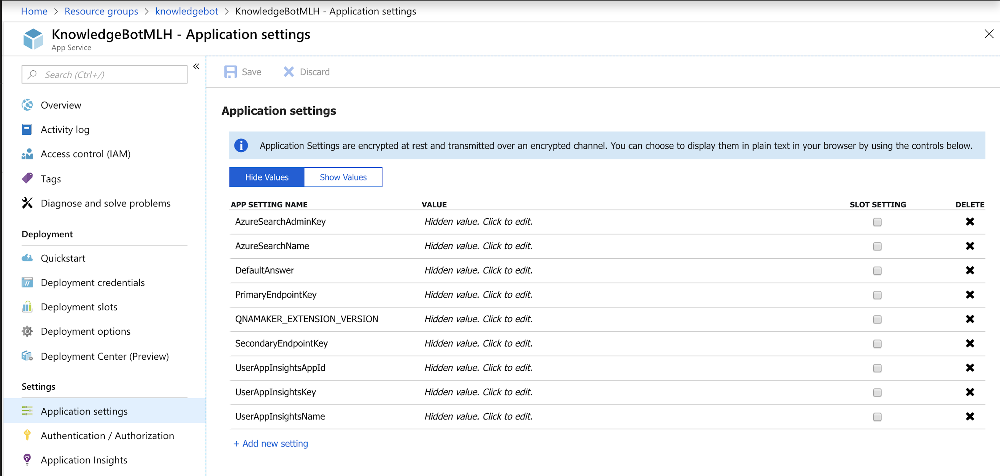 Home > Resource groups > knowledgebot > KnowledgeBotMLH - Application settings
KnowledgeBotMLH - Application settings
App Service
Search (Ctrl+/)
Overview
Activity log
Access control (IAM)
Tags
Diagnose and solve problems
Deployment
Quickstart
Deployment credentials
Deployment slots
Deployment options
Deployment Center (Preview)
Settings
Application settings
Authentication / Authorization
Application Insights
Save Discard
Application settings
Application Settings are encrypted at rest and transmitted over an encrypted channel. You can choose to display them in plain text in your browser by using the controls below.
Hide Values Show Values
APP SETTING NAME VALUE SLOT SETTING DELETE
AzureSearchAdminKey Hidden value. Click to edit.
AzureSearchName Hidden value. Click to edit.
DefaultAnswer Hidden value. Click to edit.
PrimaryEndpointKey Hidden value. Click to edit.
QNAMAKER_EXTENSION_VERSION Hidden value. Click to edit.
SecondaryEndpointKey Hidden value. Click to edit.
UserAppInsightsAppId Hidden value. Click to edit.
UserAppInsightsKey Hidden value. Click to edit.
UserAppInsightsName Hidden value. Click to edit.
+ Add new setting